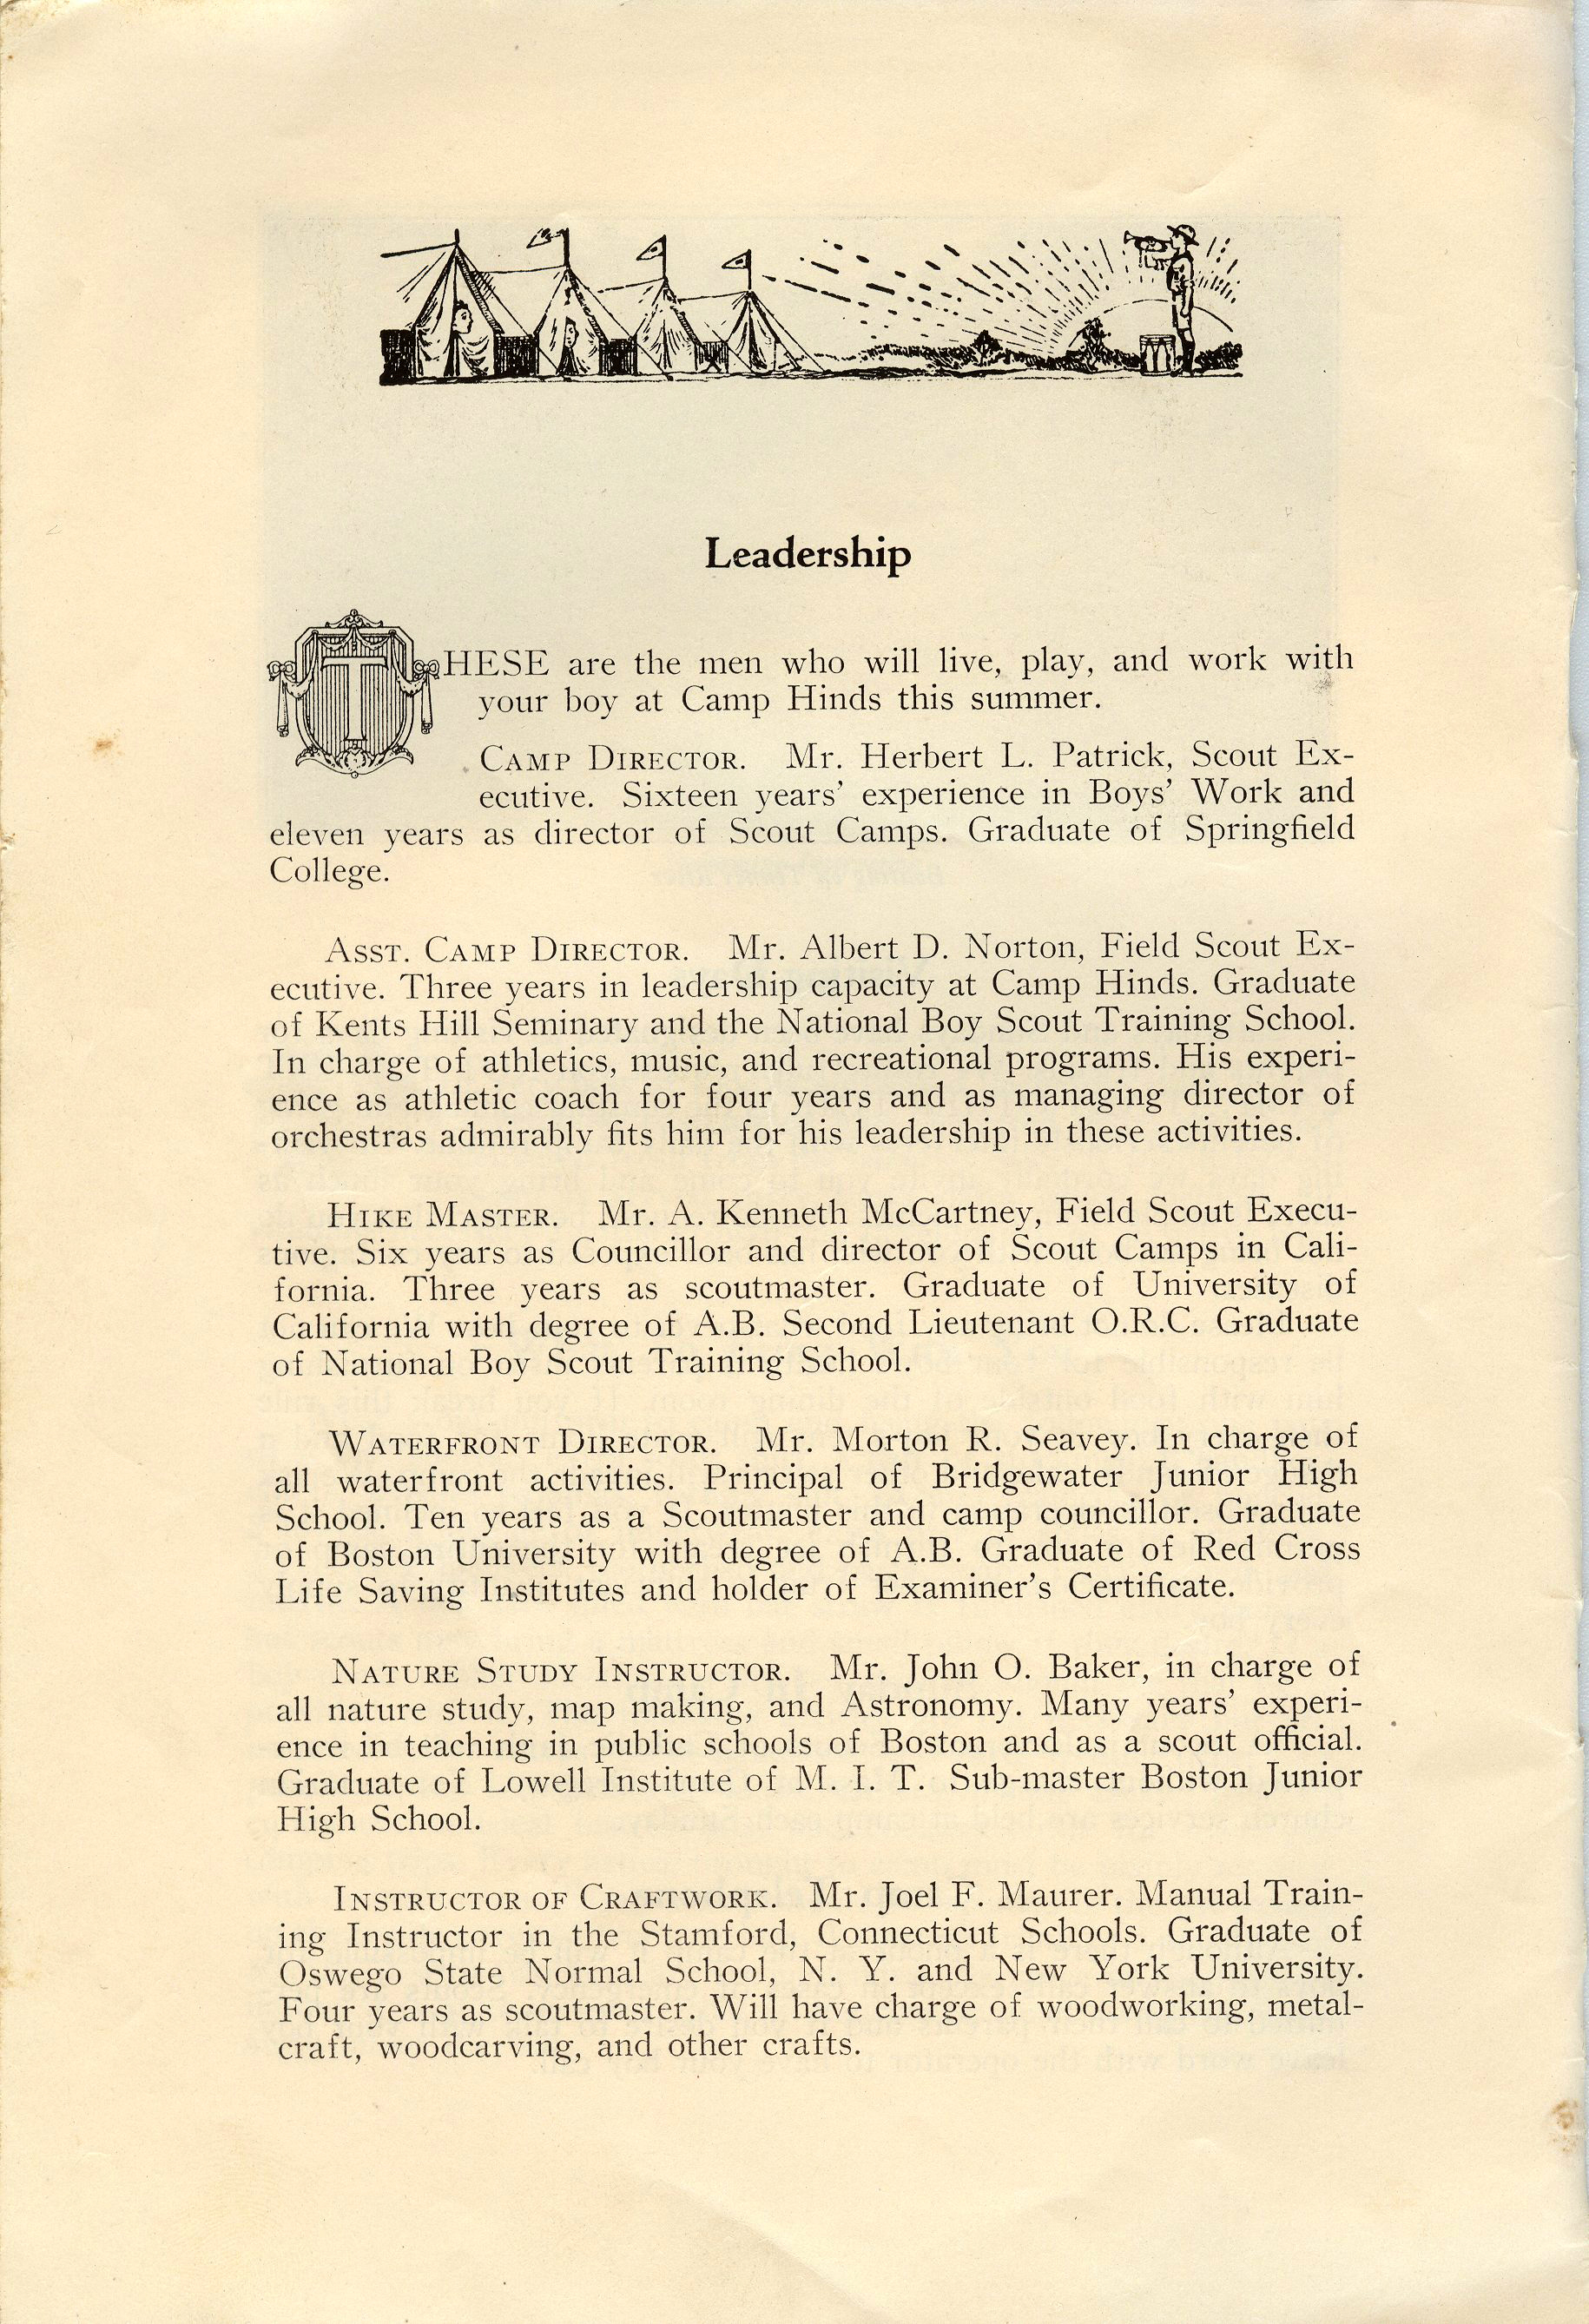 Leadership
THESE are the men who will live, play, and work with
your boy at Camp Hinds this summer.
CAMP DIRECTOR. Mr. Herbert L. Patrick, Scout Ex-
ecutive. Sixteen years' experience in Boys' Work and
eleven years as director of Scout Camps. Graduate of Springfield
College.
ASST. CAMP DIRECTOR. Mr. Albert D. Norton, Field Scout Ex-
ecutive. Three years in leadership capacity at Camp Hinds. Graduate
of Kents Hill Seminary and the National Boy Scout Training School.
In charge of athletics, music, and recreational programs. His experi-
ence as athletic coach for four years and as managing director of
orchestras admirably fits him for his leadership in these activities.
HIKE MASTER. Mr. A. Kenneth McCartney, Field Scout Execu-
tive. Six years as Councillor and director of Scout Camps in Cali-
fornia. Three years as scoutmaster. Graduate of University of
California with degree of A.B. Second Lieutenant O.R.C. Graduate
of National Boy Scout Training School.
WATERFRONT DIRECTOR. Mr. Morton R. Seavey. In charge of
all waterfront activities. Principal of Bridgewater Junior High
School. Ten years as a Scoutmaster and camp councillor. Graduate
of Boston University with degree of A.B. Graduate of Red Cross
Life Saving Institutes and holder of Examiner's Certificate.
NATURE STUDY INSTRUCTOR. Mr. John O. Baker, in charge of
all nature study, map making, and Astronomy. Many years' experi-
ence in teaching in public schools of Boston and as a scout official.
Graduate of Lowell Institute of M. I. T. Sub-master Boston Junior
High School.
INSTRUCTOR OF CRAFTWORK. Mr. Joel F. Maurer. Manual Train-
ing Instructor in the Stamford, Connecticut Schools. Graduate of
Oswego State Normal School, N. Y. and New York University.
Four years as scoutmaster. Will have charge of woodworking, metal-
craft, woodcarving, and other crafts.